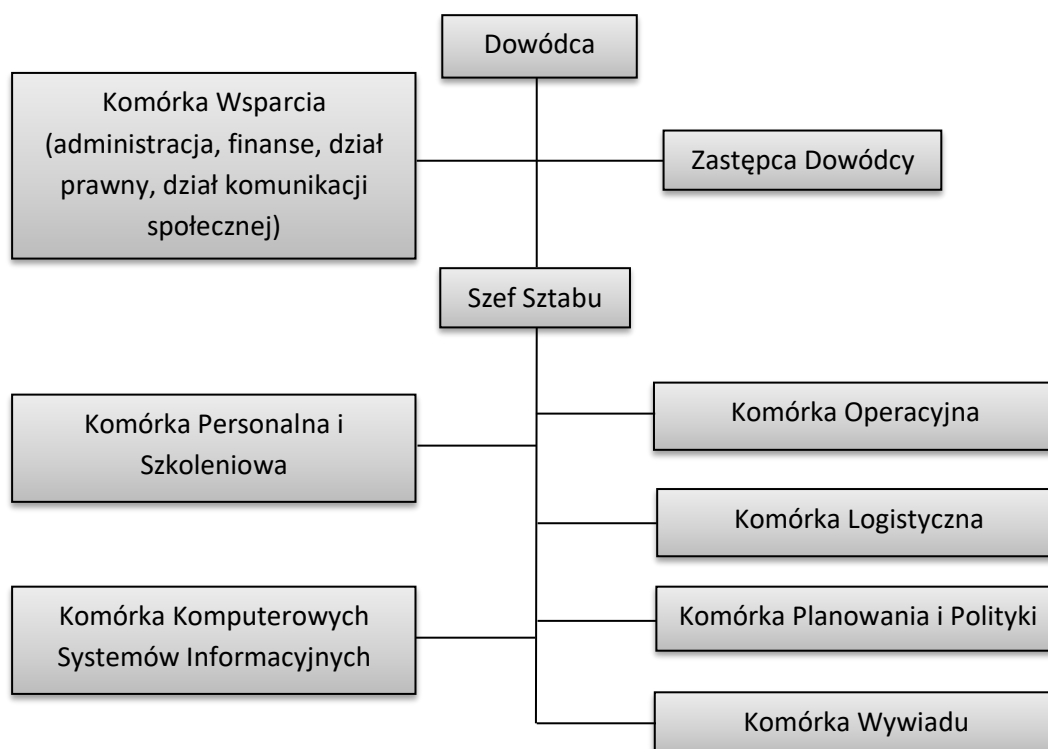 Dowódca
Komórka Wsparcia
(administracja, finanse, dział
prawny, dział komunikacji
społecznej)
Zastępca Dowódcy
Szef Sztabu
Komórka Personalna i
Szkoleniowa
Komórka Operacyjna
Komórka Logistyczna
Komórka Komputerowych
Systemów Informacyjnych
Komórka Planowania i Polityki
Komórka Wywiadu